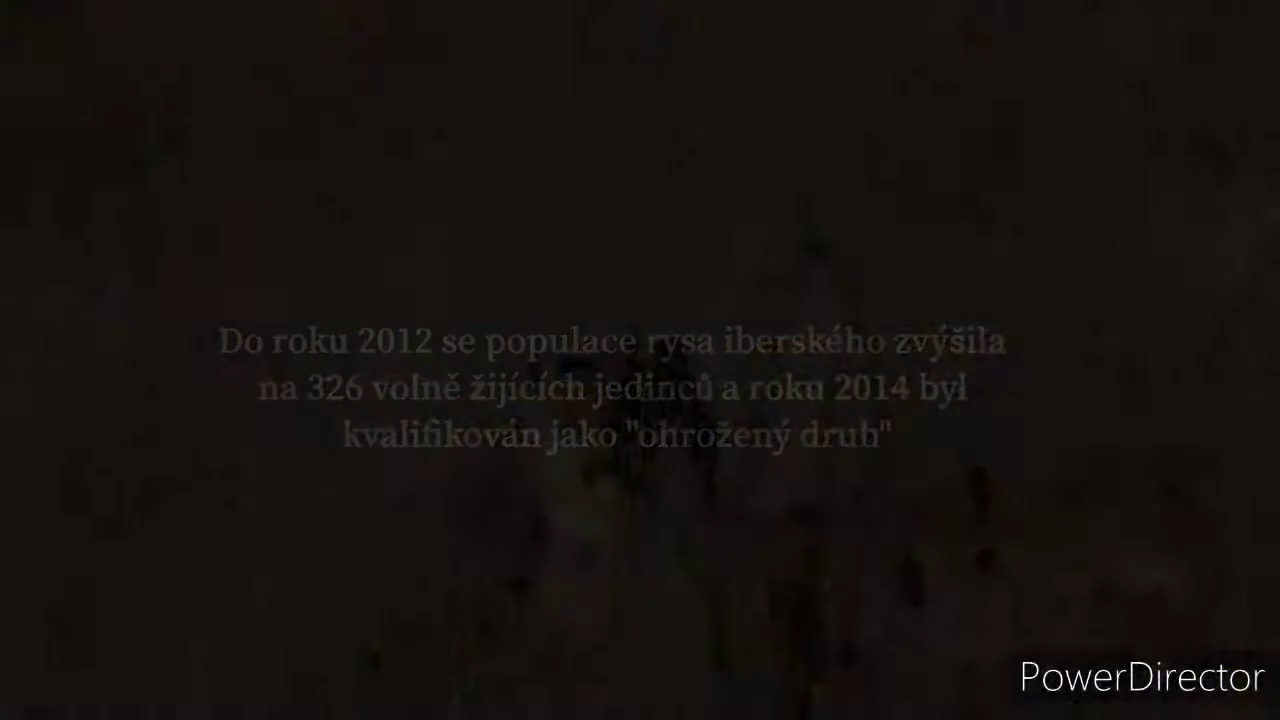 Do roku 2012 se populace rysa iberského zvýšila
na 326 volně žijících jedinců a roku 2014 byl
kvalifikován jako "ohrožený druh"
PowerDirector